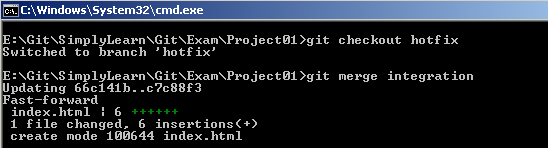 C:\Windows\System32\cmd.exe
E:\Git\SimplyLearn\Git\Exam\Project01>git checkout hotfix
Switched to branch 'hotfix'
E:\Git\SimplyLearn\Git\Exam\Project01>git merge integration
Updating 66c141b..c7c88f3
Fast-forward
 index.html | 6 ++++++
 1 file changed, 6 insertions(+)
 create mode 100644 index.html